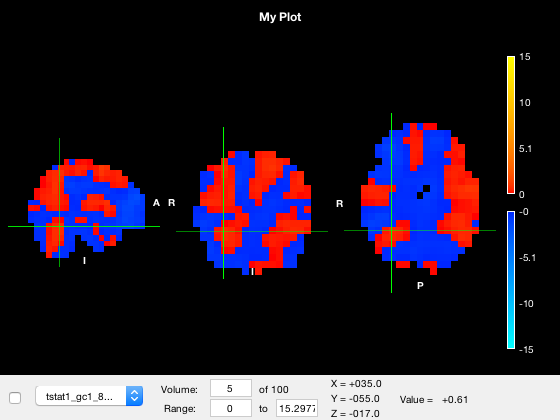 My Plot
15
10
5.1
0
-0
-5.1
-10
-15
A R
R
I
I
P
tstat1_gc1_8...
Volume: 5 of 100
Range: 0 to 15.2977
X = +035.0
Y = -055.0
Z = -017.0
Value = +0.61